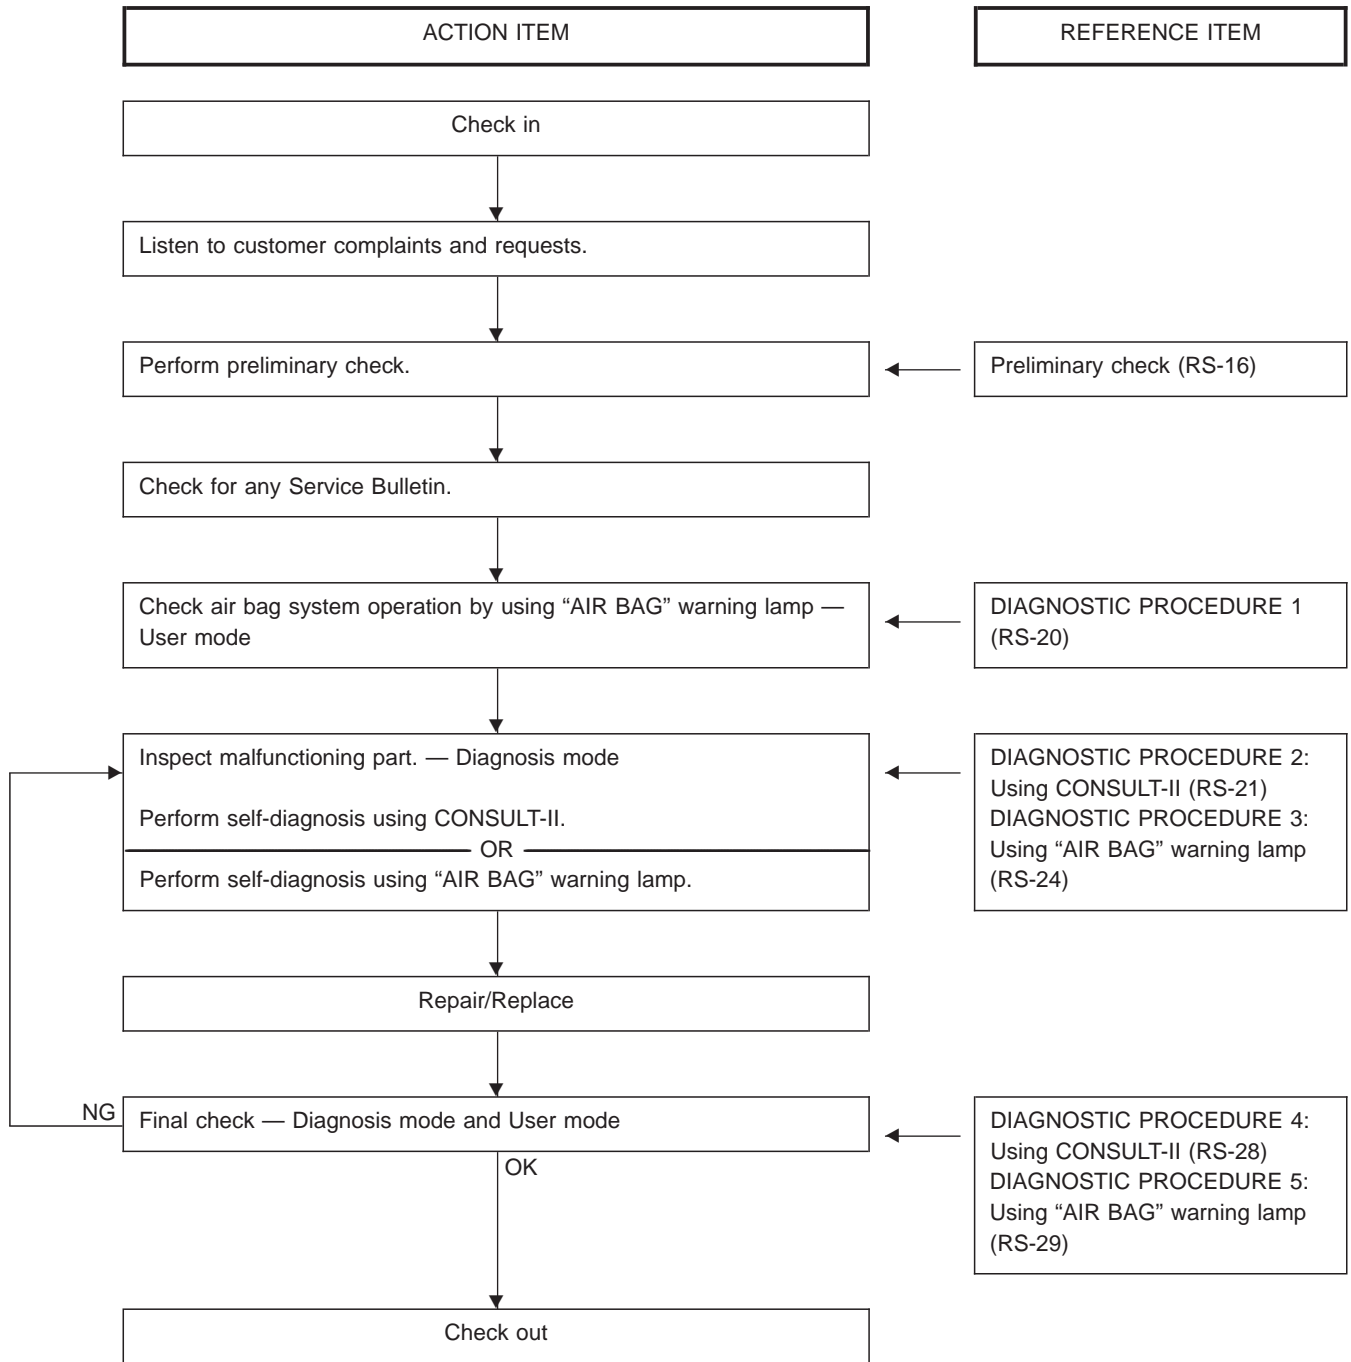 ACTION ITEM
REFERENCE ITEM
Check in
Listen to customer complaints and requests.
Perform preliminary check.
Preliminary check (RS-16)
Check for any Service Bulletin.
Check air bag system operation by using “AIR BAG” warning lamp —
User mode
DIAGNOSTIC PROCEDURE 1
(RS-20)
Inspect malfunctioning part. — Diagnosis mode
Perform self-diagnosis using CONSULT-II.
OR
Perform self-diagnosis using “AIR BAG” warning lamp.
DIAGNOSTIC PROCEDURE 2:
Using CONSULT-II (RS-21)
DIAGNOSTIC PROCEDURE 3:
Using “AIR BAG” warning lamp
(RS-24)
Repair/Replace
NG
Final check — Diagnosis mode and User mode
OK
DIAGNOSTIC PROCEDURE 4:
Using CONSULT-II (RS-28)
DIAGNOSTIC PROCEDURE 5:
Using “AIR BAG” warning lamp
(RS-29)
Check out